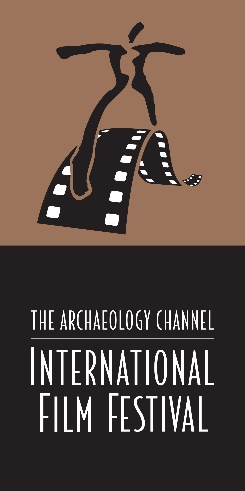 THE ARCHAEOLOGY CHANNEL
INTERNATIONAL
FILM FESTIVAL